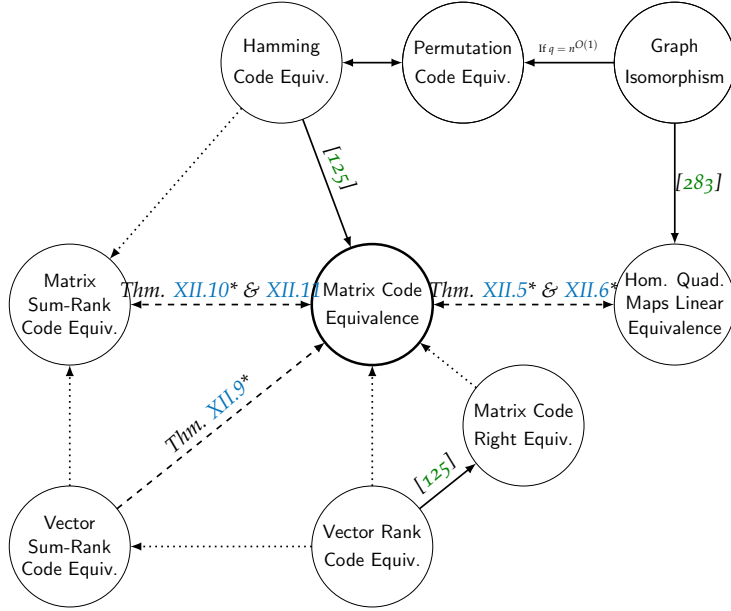 Hamming
Code Equiv.
Permutation
Code Equiv.
If q = n^O(1)
Graph
Isomorphism
[125]
[283]
Matrix
Sum-Rank
Code Equiv.
Thm. XII.10* & XII.11
Matrix Code
Equivalence
Thm. XII.5* & XII.6*
Hom. Quad.
Maps Linear
Equivalence
Thm. XII.9*
Matrix Code
Right Equiv.
[125]
Vector
Sum-Rank
Code Equiv.
Vector Rank
Code Equiv.